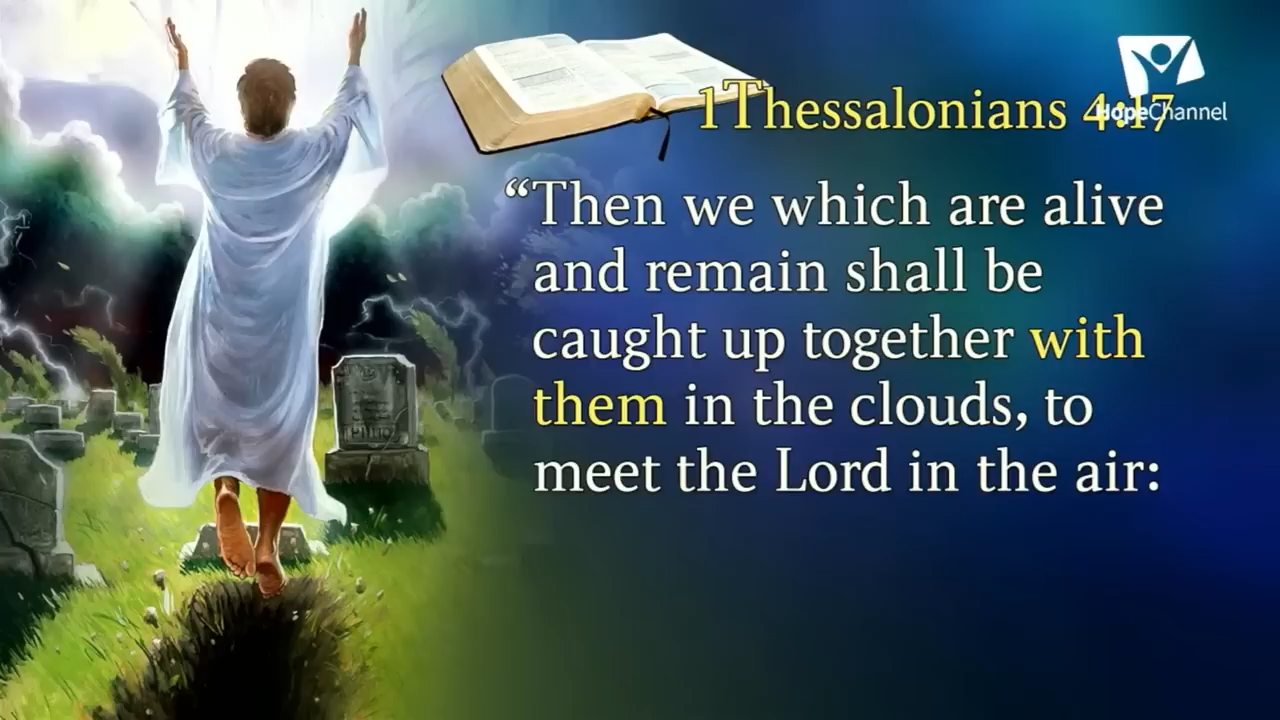 1Thessalonians 4:17
HopeChannel
“Then we which are alive
and remain shall be
caught up together with
them in the clouds, to
meet the Lord in the air: